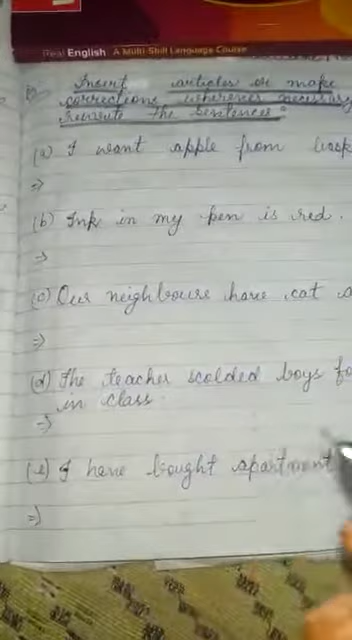 Real English A Multi-Skill Language Course
Insert articles or make
corrections wherever necessary
rewrite the sentences.
(a) I want apple from bask
=>
(b) Ink in my pen is red.
=>
(c) Our neighbours have cat
=>
(d) The teacher scolded boys fo
in class.
=>
(e) I have bought apartment
=>